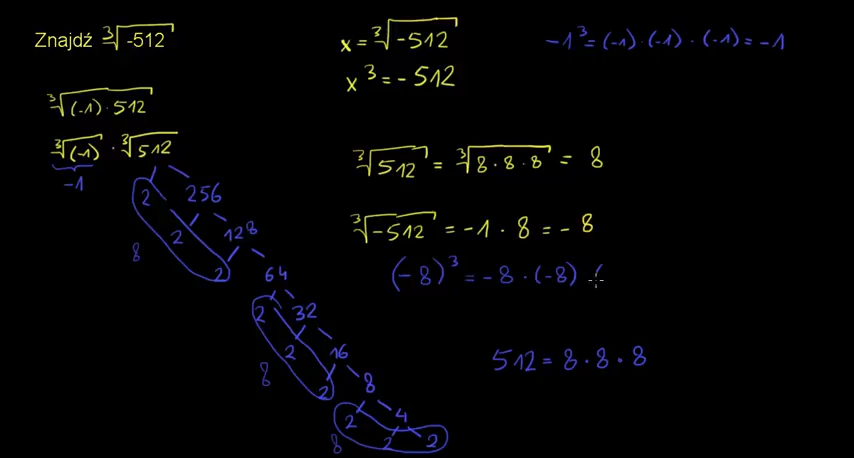 Znajdź ∛-512
∛(-1) · 512
∛(-1) · ∛512
-1
2 256
2 128
8
2 64
2 32
2 16
8
2 8
2 4
8 2 2
x = ∛-512
x³ = - 512
∛512 = ∛8 · 8 · 8 = 8
∛-512 = -1 · 8 = - 8
(-8)³ = -8 · (-8) (
512 = 8 · 8 · 8
-1³ = (-1) · (-1) · (-1) = -1